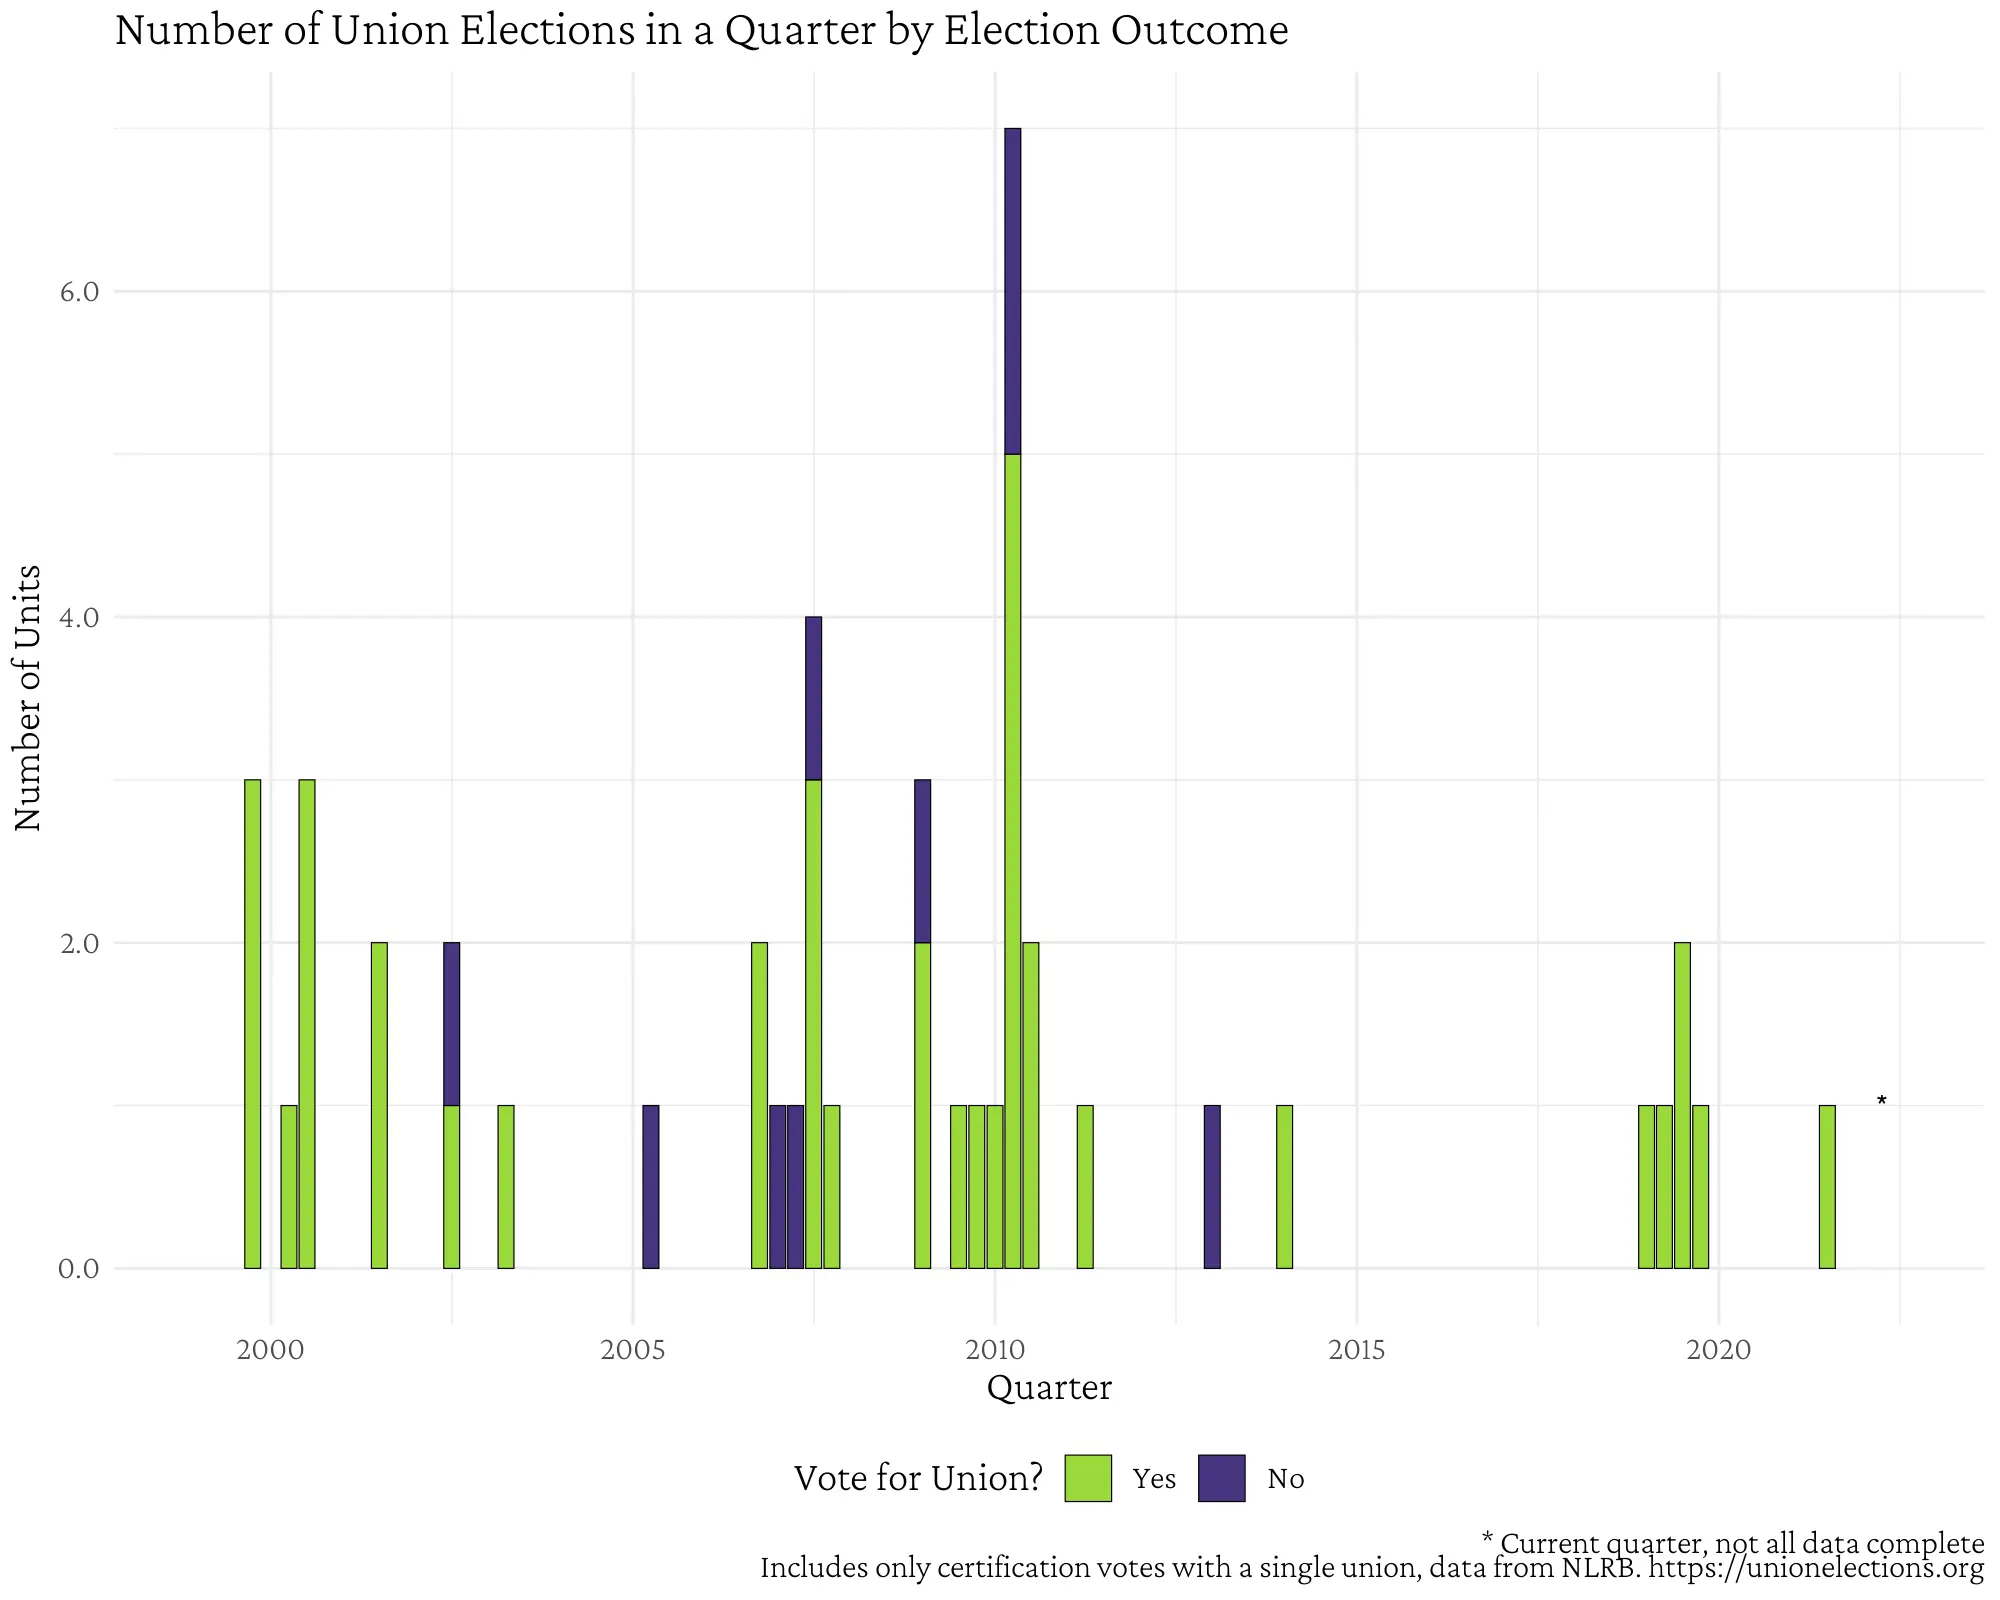 Number of Union Elections in a Quarter by Election Outcome
Number of Units
6.0
4.0
2.0
0.0
*
2000 2005 2010 2015 2020
Quarter
Vote for Union? Yes No
* Current quarter, not all data complete
Includes only certification votes with a single union, data from NLRB. https://unionelections.org